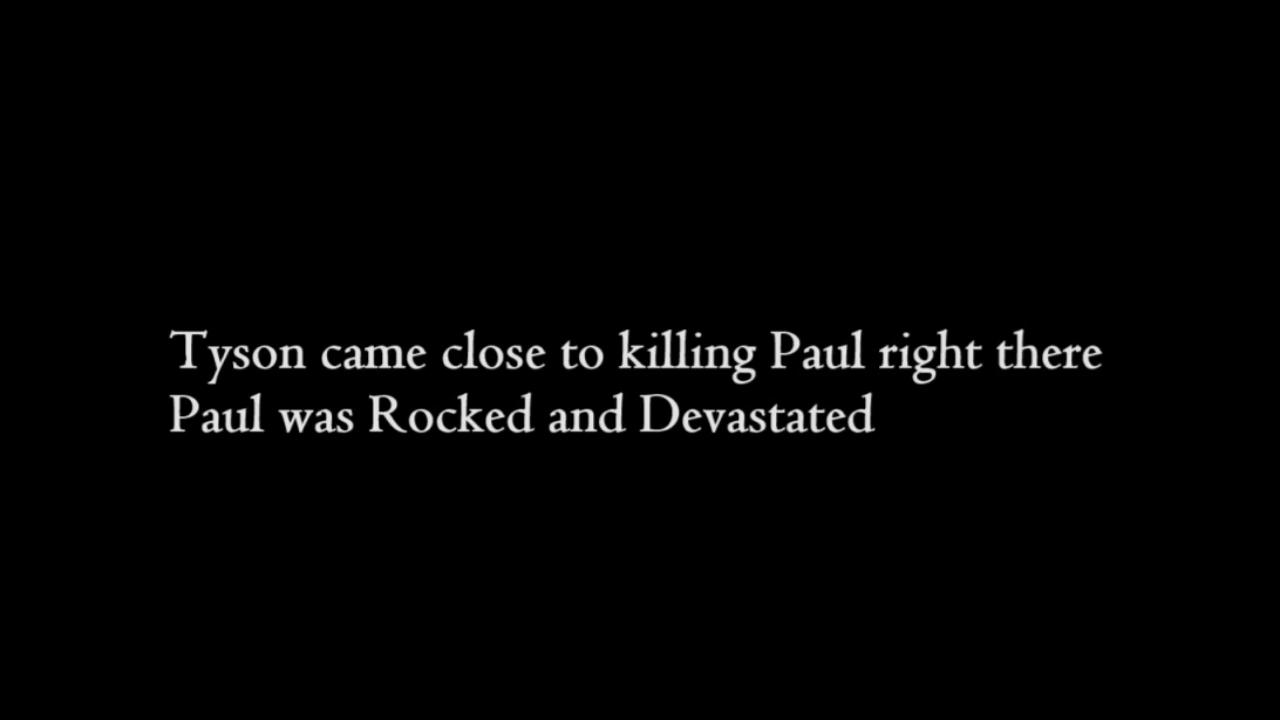 Tyson came close to killing Paul right there
Paul was Rocked and Devastated